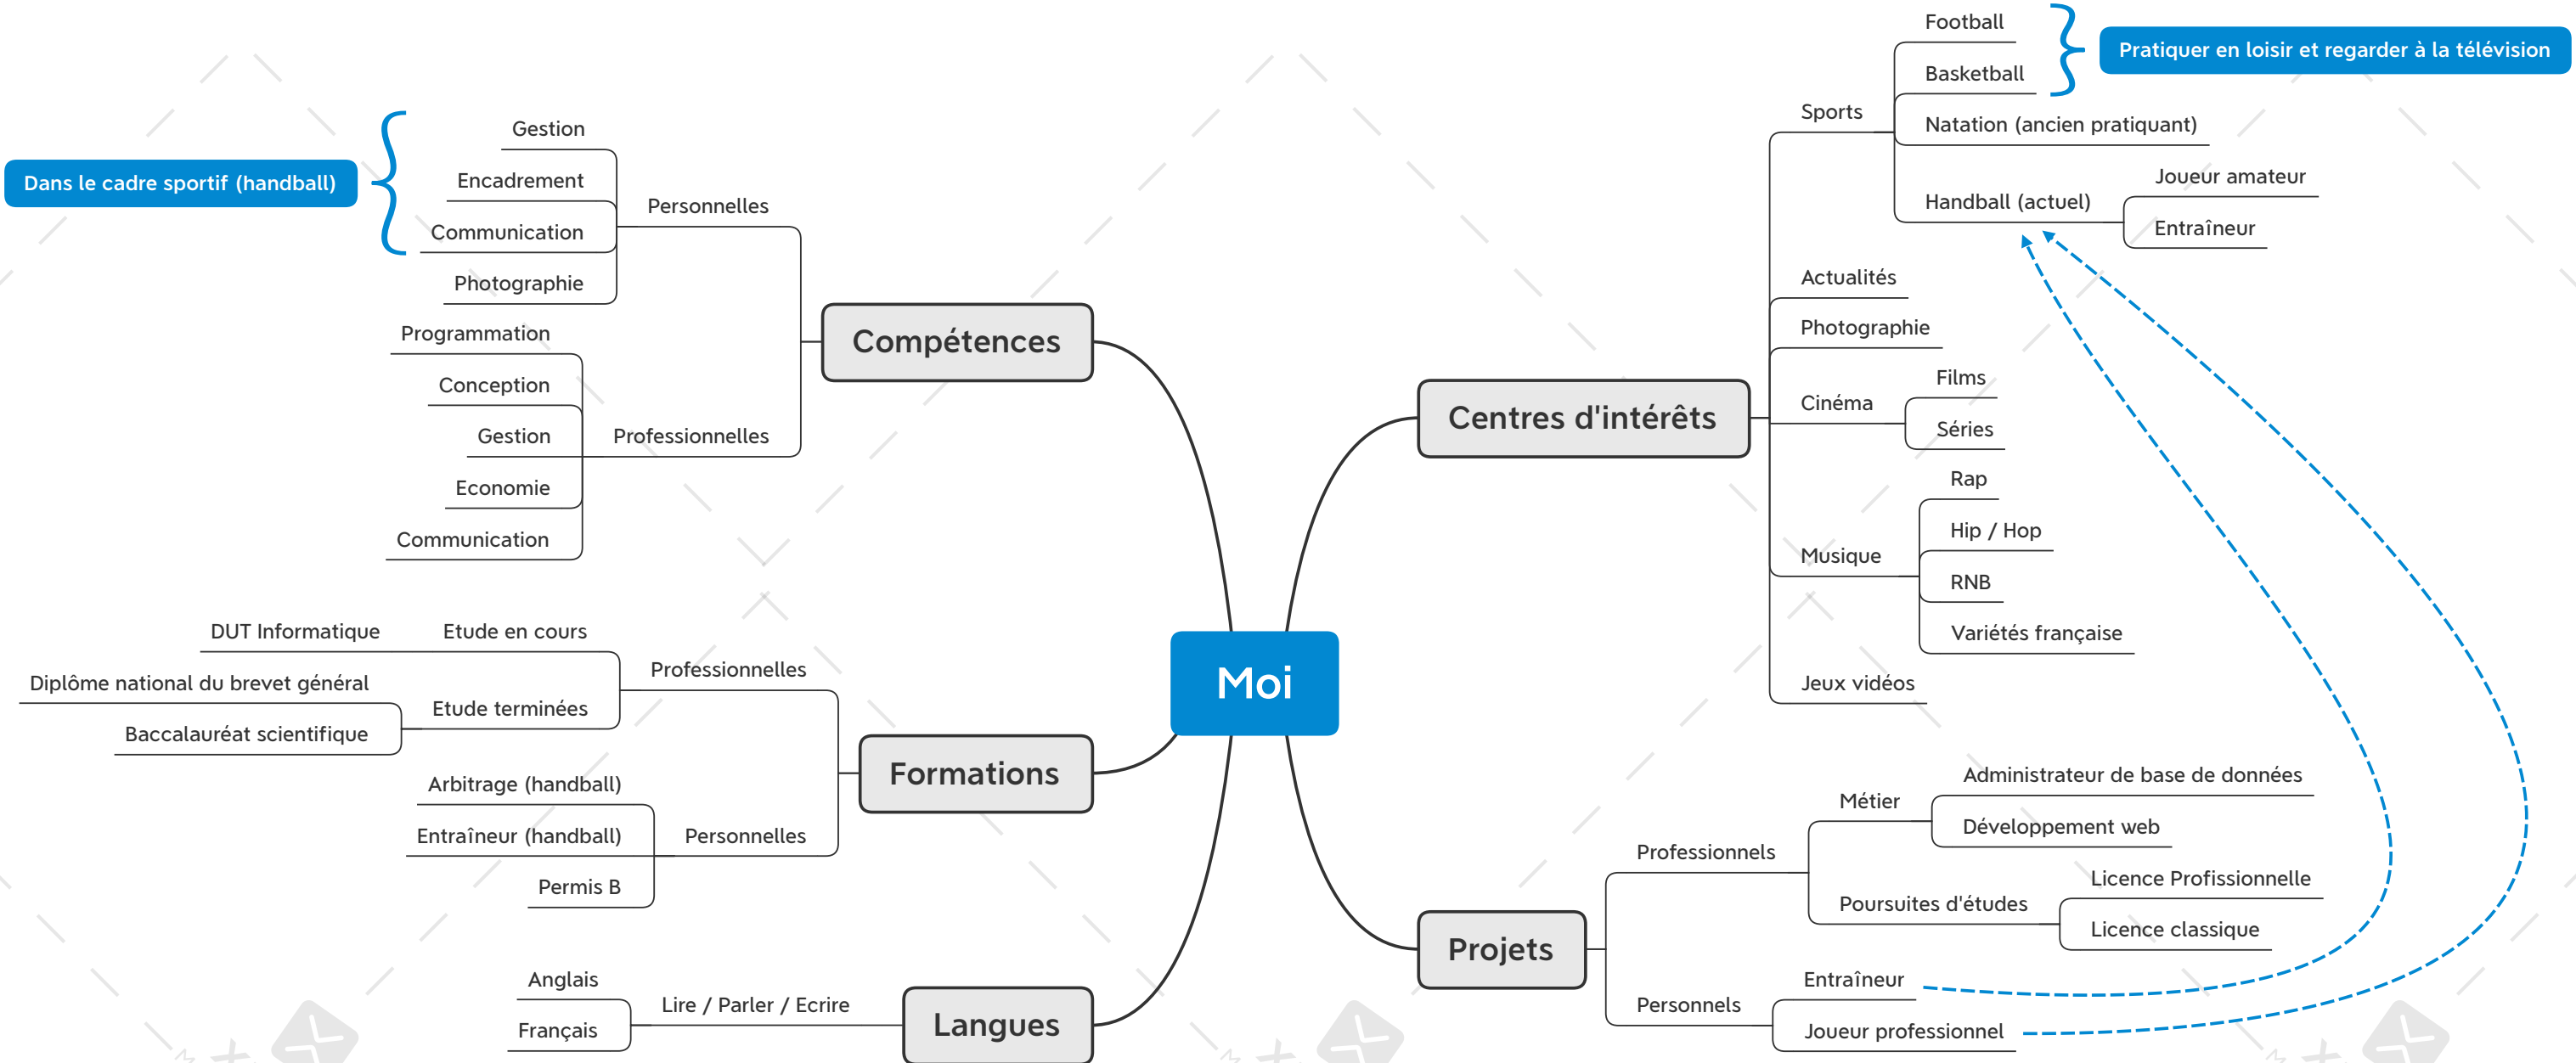 Moi
Compétences
Personnelles
Gestion
Encadrement
Communication
Dans le cadre sportif (handball)
Photographie
Professionnelles
Programmation
Conception
Gestion
Economie
Communication
Formations
Professionnelles
Etude en cours
DUT Informatique
Etude terminées
Diplôme national du brevet général
Baccalauréat scientifique
Personnelles
Arbitrage (handball)
Entraîneur (handball)
Permis B
Langues
Lire / Parler / Ecrire
Anglais
Français
Centres d'intérêts
Sports
Football
Basketball
Pratiquer en loisir et regarder à la télévision
Natation (ancien pratiquant)
Handball (actuel)
Joueur amateur
Entraîneur
Actualités
Photographie
Cinéma
Films
Séries
Musique
Rap
Hip / Hop
RNB
Variétés française
Jeux vidéos
Projets
Professionnels
Métier
Administrateur de base de données
Développement web
Poursuites d'études
Licence Profissionnelle
Licence classique
Personnels
Entraîneur
Joueur professionnel